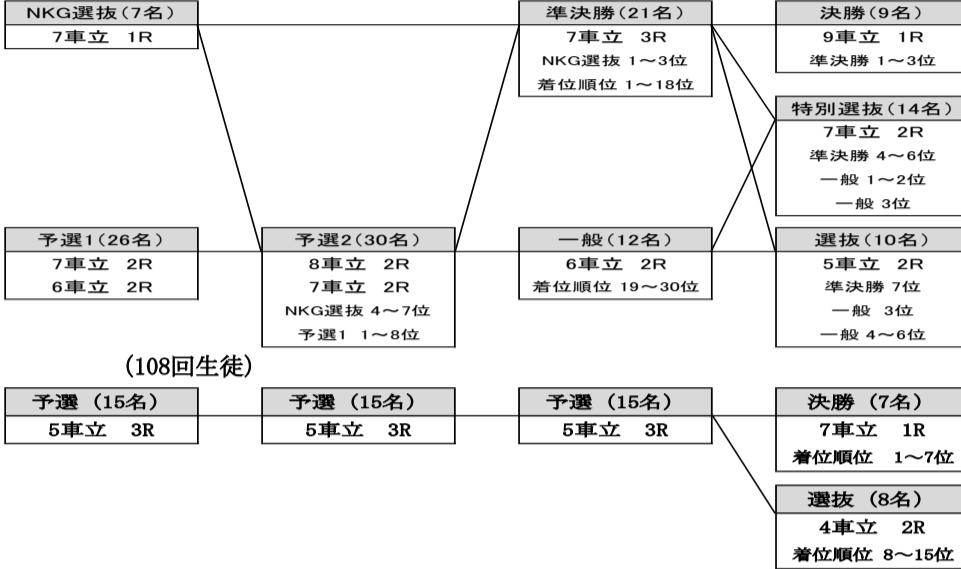 NKG選抜(7名)
7車立 1R
準決勝(21名)
7車立 3R
NKG選抜 1～3位
着位順位 1～18位
決勝(9名)
9車立 1R
準決勝 1～3位
特別選抜(14名)
7車立 2R
準決勝 4～6位
一般 1～2位
一般 3位
予選1(26名)
7車立 2R
6車立 2R
予選2(30名)
8車立 2R
7車立 2R
NKG選抜 4～7位
予選1 1～8位
一般(12名)
6車立 2R
着位順位 19～30位
選抜(10名)
5車立 2R
準決勝 7位
一般 3位
一般 4～6位
(108回生徒)
予選 (15名)
5車立 3R
予選 (15名)
5車立 3R
予選 (15名)
5車立 3R
決勝 (7名)
7車立 1R
着位順位 1～7位
選抜 (8名)
4車立 2R
着位順位 8～15位